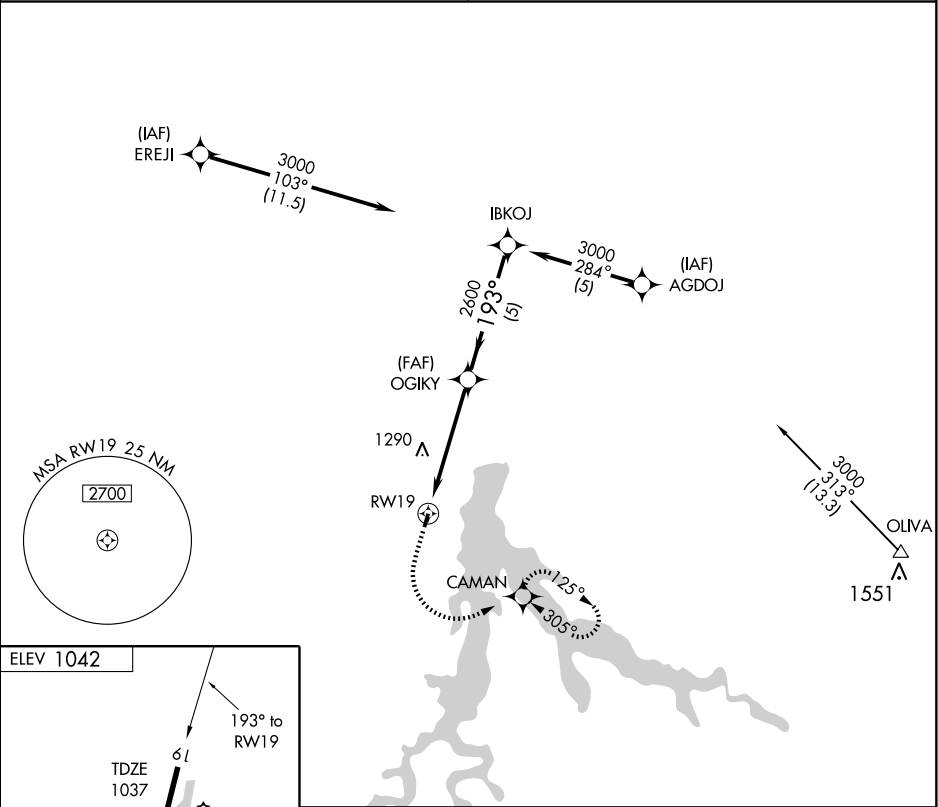 (IAF)
EREJI
3000
103°
(11.5)
IBKOJ
3000
284°
(5)
(IAF)
AGDOJ
2600
193°
(5)
(FAF)
OGIKY
1290
RW19
MSA RW19 25 NM
2700
3000
313°
(13.3)
OLIVA
1551
CAMAN
125°
305°
ELEV 1042
193° to
RW19
19
TDZE
1037